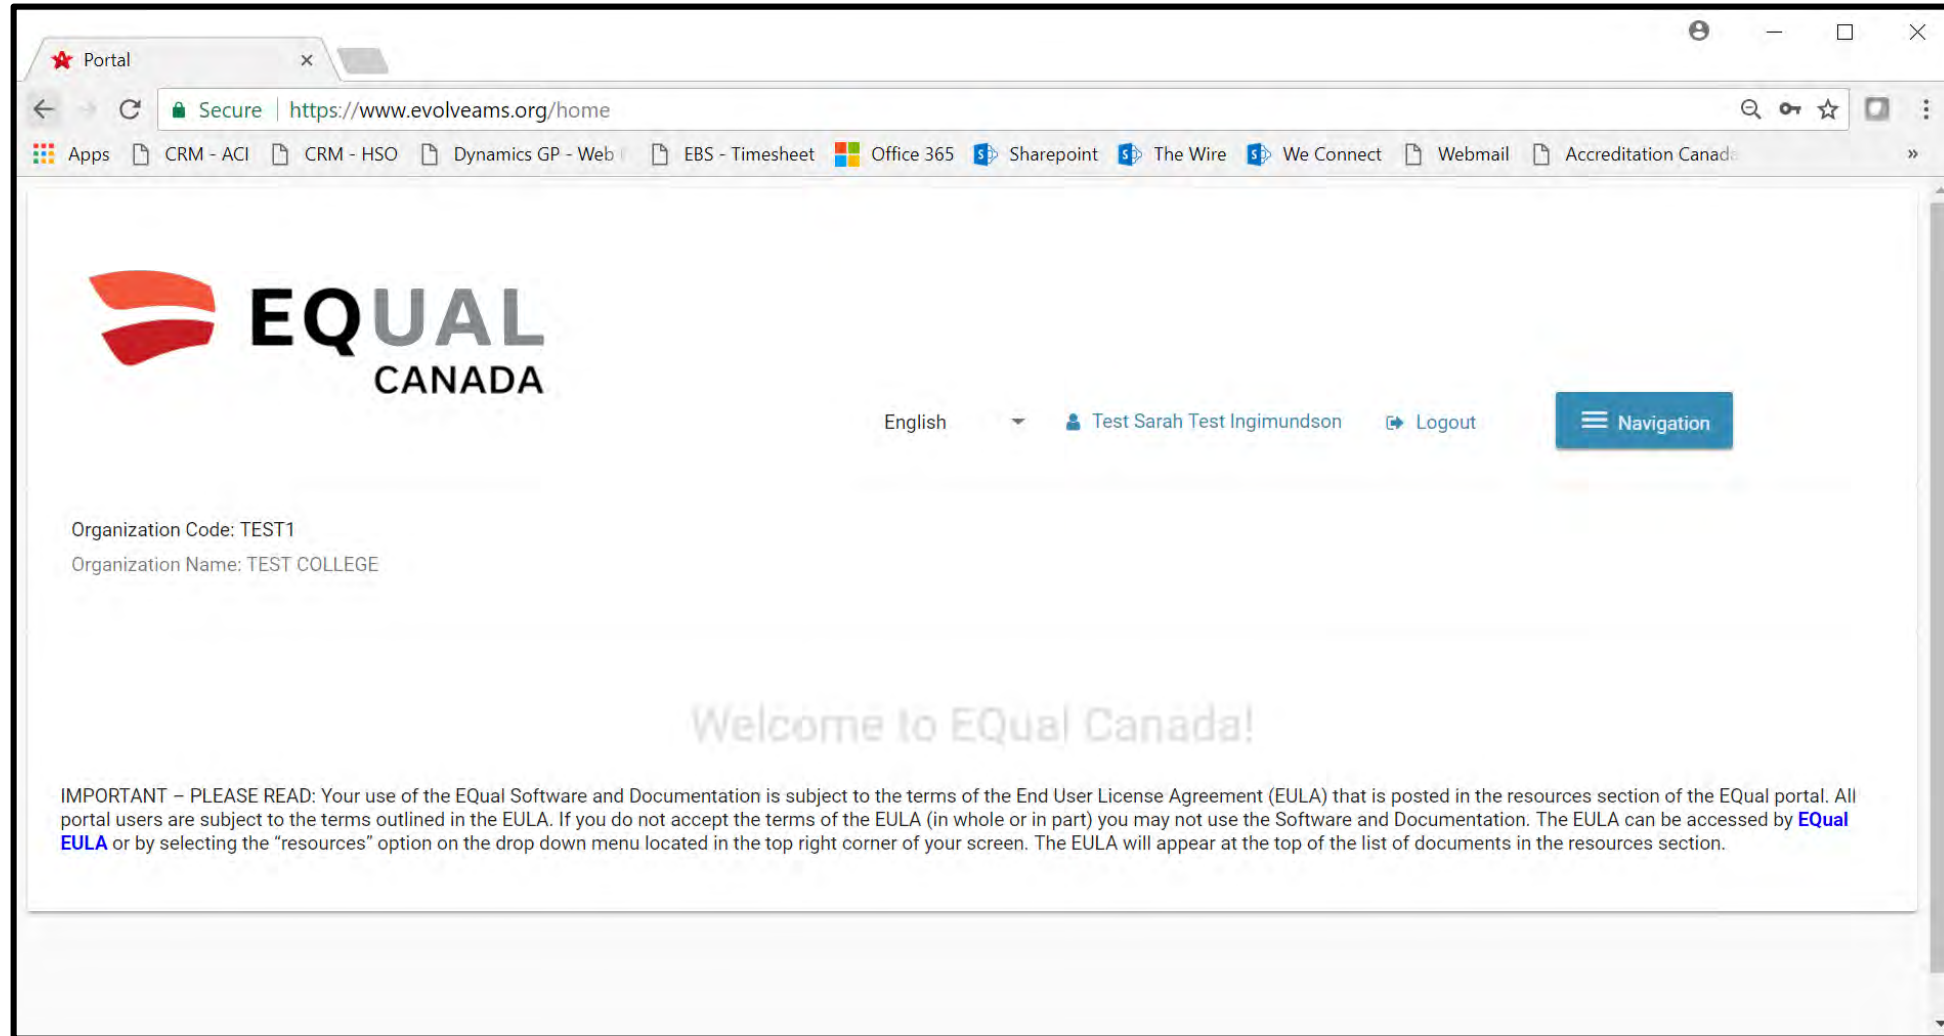 Portal
Secure https://www.evolveams.org/home
Apps CRM - ACI CRM - HSO Dynamics GP - Web EBS - Timesheet Office 365 Sharepoint The Wire We Connect Webmail Accreditation Canada
EQUAL
CANADA
English Test Sarah Test Ingimundson Logout Navigation
Organization Code: TEST1
Organization Name: TEST COLLEGE
Welcome to EQual Canada!
IMPORTANT – PLEASE READ: Your use of the EQual Software and Documentation is subject to the terms of the End User License Agreement (EULA) that is posted in the resources section of the EQual portal. All
portal users are subject to the terms outlined in the EULA. If you do not accept the terms of the EULA (in whole or in part) you may not use the Software and Documentation. The EULA can be accessed by EQual
EULA or by selecting the “resources” option on the drop down menu located in the top right corner of your screen. The EULA will appear at the top of the list of documents in the resources section.